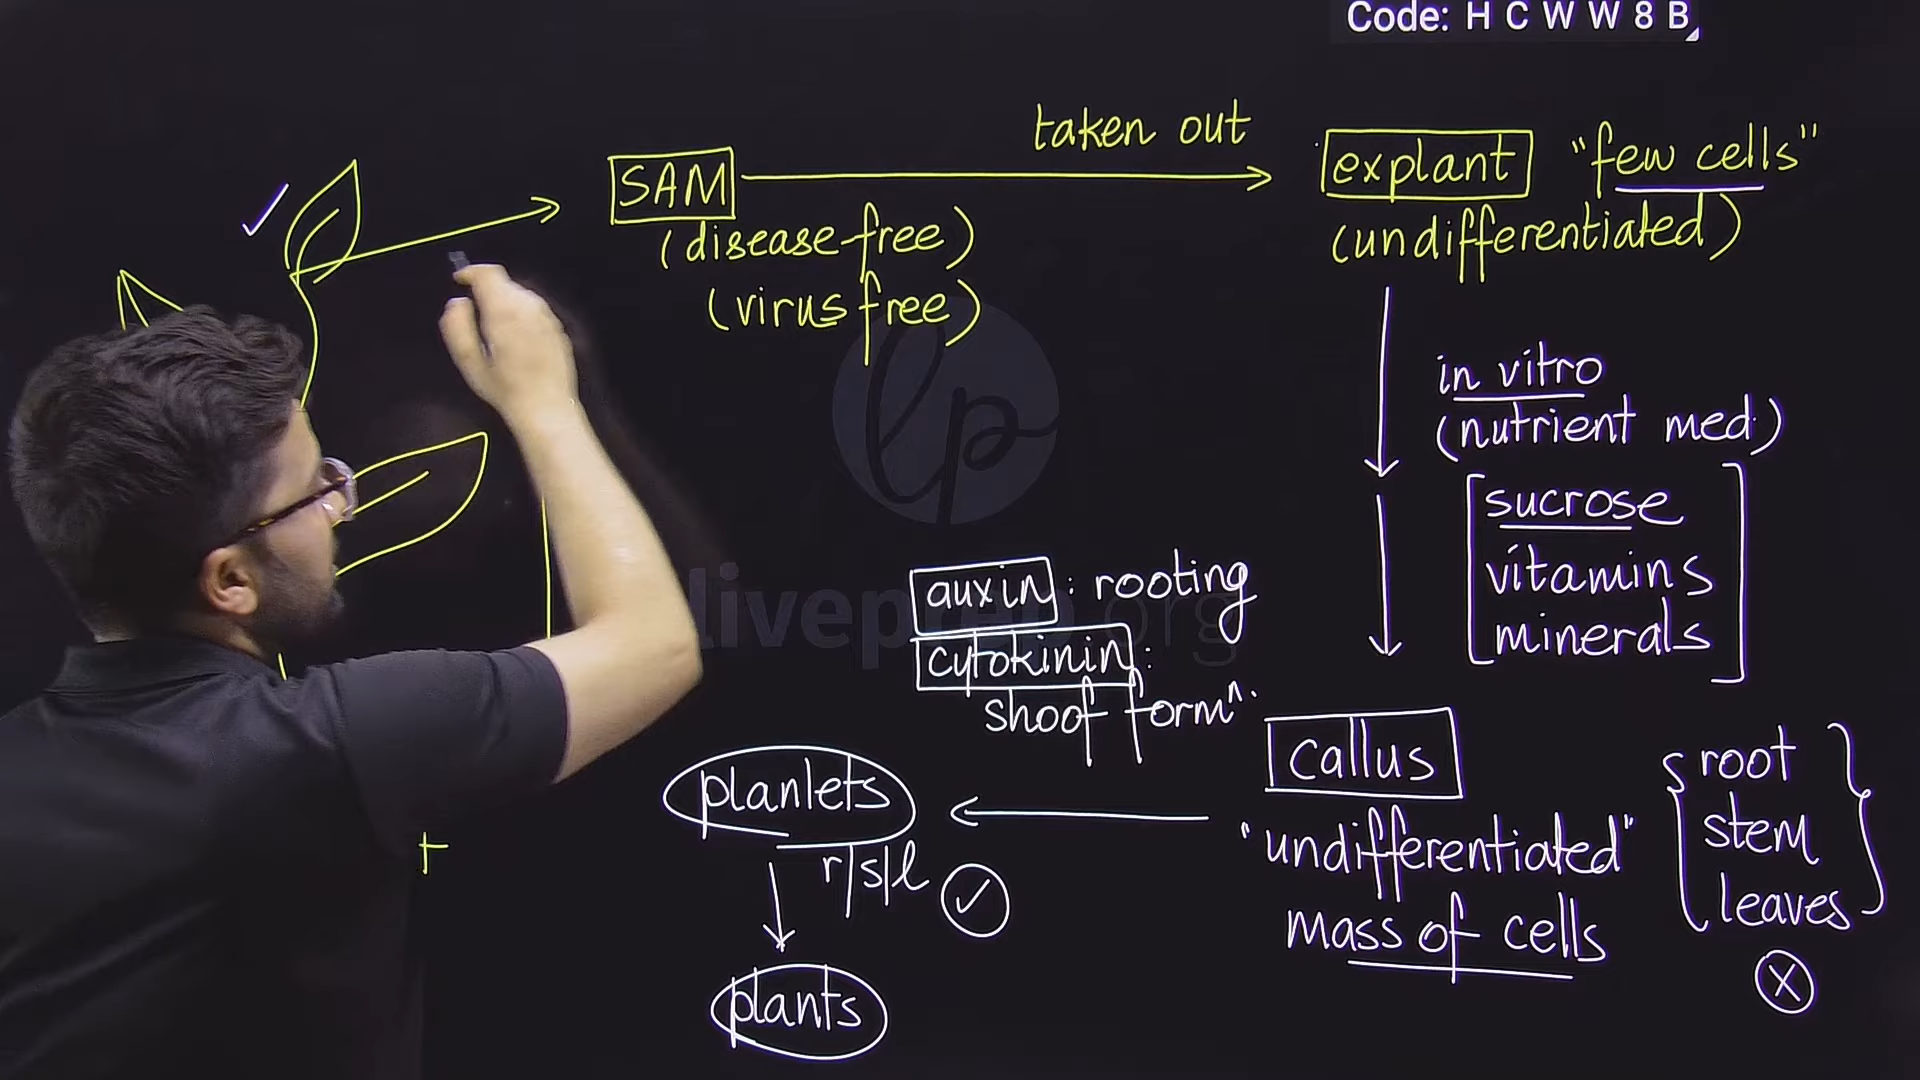 Code: H C W W 8 B
taken out
SAM
explant "few cells"
(disease free)
(undifferentiated)
(virus free)
in vitro
(nutrient med.)
sucrose
vitamins
minerals
auxin : rooting
cytokinin :
shoot formⁿ.
callus
root
stem
leaves
"undifferentiated"
mass of cells
planlets
r/s/l
plants
lp
liveprep.org